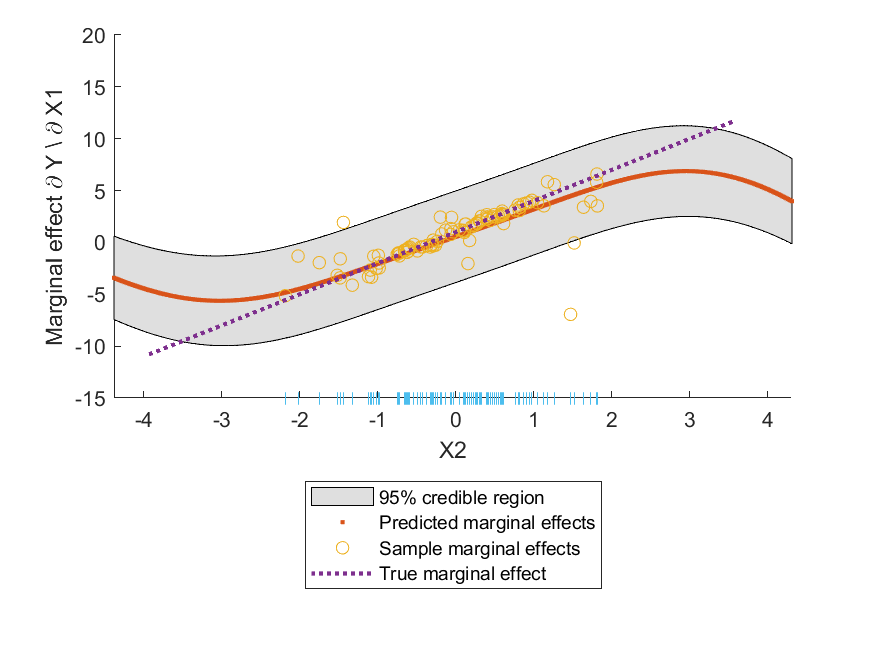 20
15
10
5
0
-5
-10
-15
Marginal effect ∂ Y \ ∂ X1
-4 -3 -2 -1 0 1 2 3 4
X2
95% credible region
Predicted marginal effects
Sample marginal effects
True marginal effect